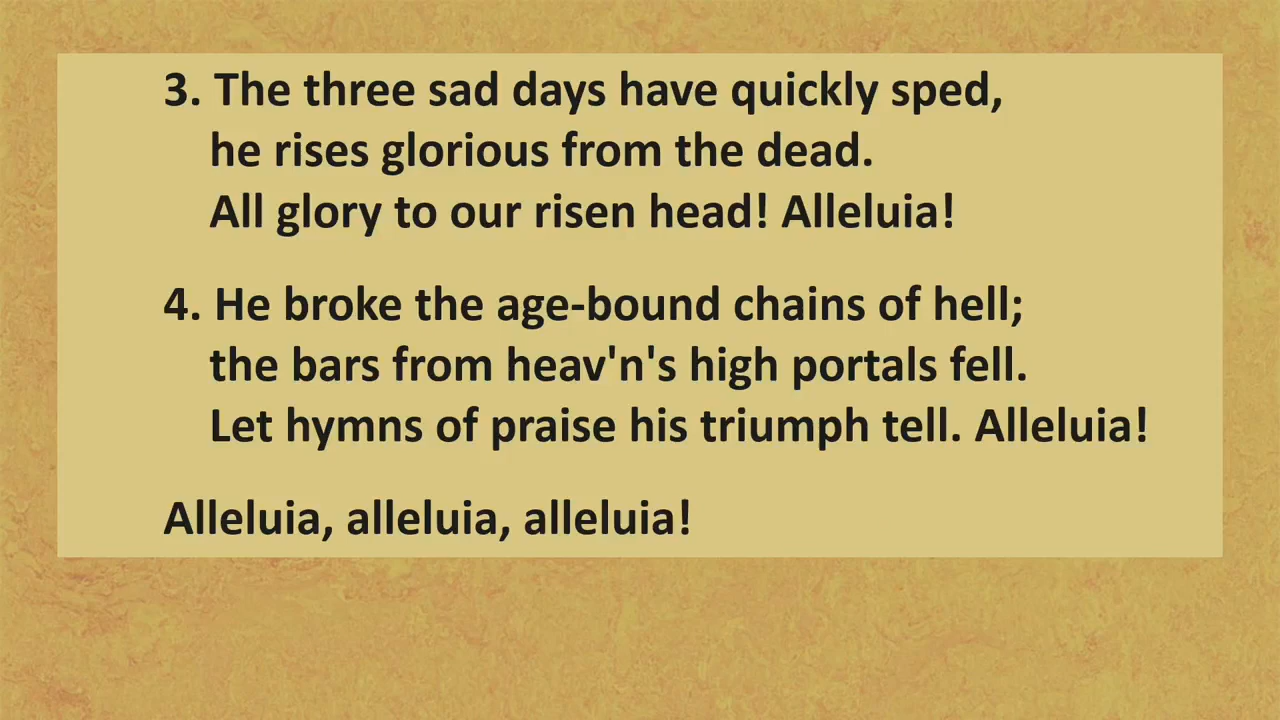 3. The three sad days have quickly sped,
he rises glorious from the dead.
All glory to our risen head! Alleluia!
4. He broke the age-bound chains of hell;
the bars from heav'n's high portals fell.
Let hymns of praise his triumph tell. Alleluia!
Alleluia, alleluia, alleluia!